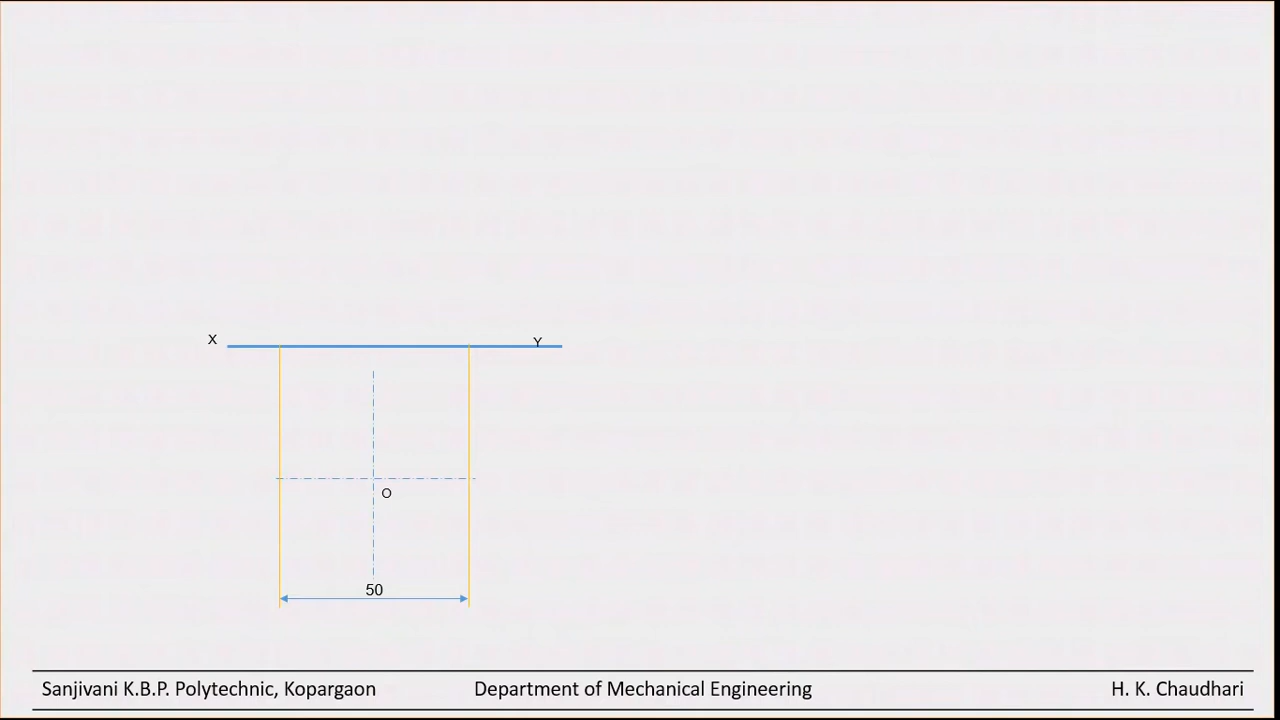 X
Y
O
50
Sanjivani K.B.P. Polytechnic, Kopargaon Department of Mechanical Engineering H. K. Chaudhari